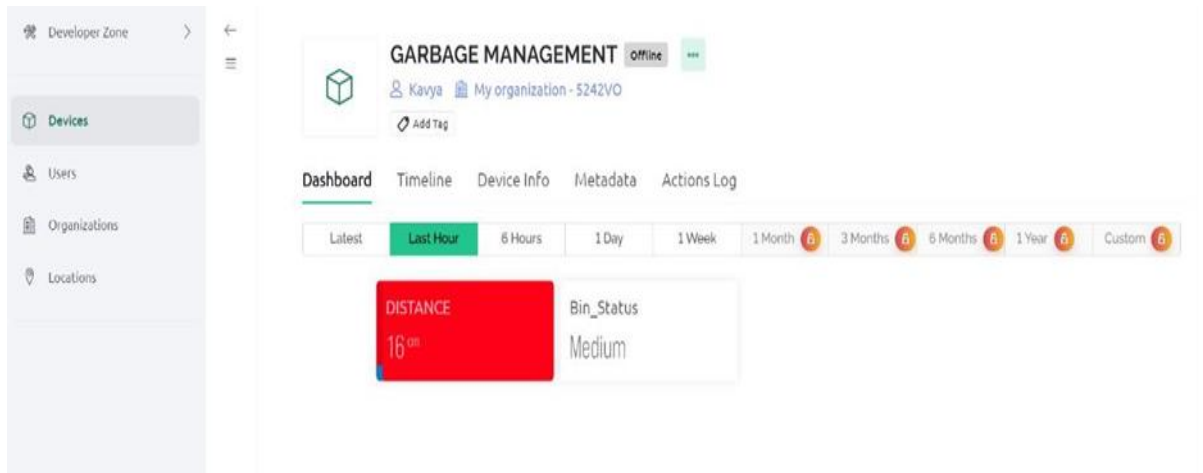 Developer Zone
Devices
Users
Organizations
Locations
GARBAGE MANAGEMENT Offline
Kavya My organization - 5242VO
Add Tag
Dashboard Timeline Device Info Metadata Actions Log
Latest Last Hour 6 Hours 1 Day 1 Week 1 Month 3 Months 6 Months 1 Year Custom
DISTANCE
16 cm
Bin_Status
Medium